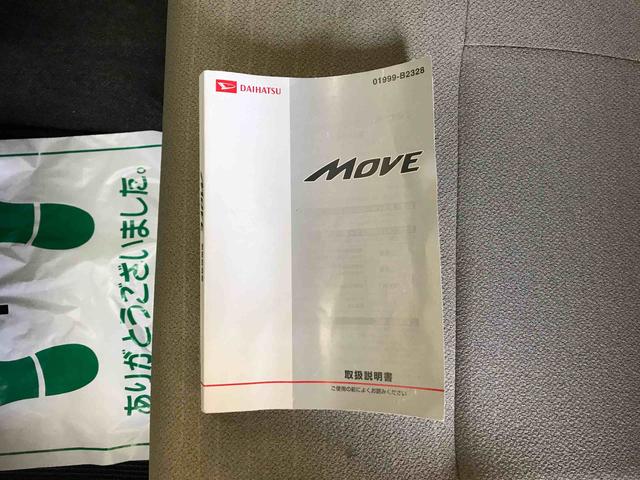 DAIHATSU
01999-B2328
MOVE
取扱説明書
ご使用の前によくお読みください
ありがとうございました。